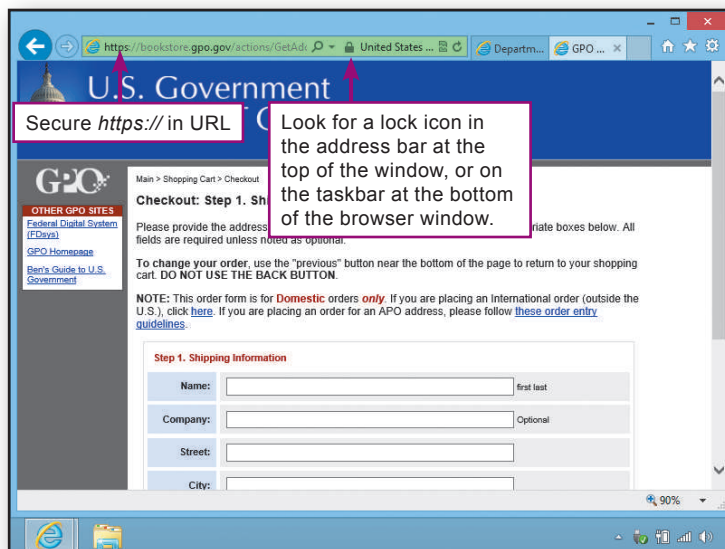 https://bookstore.gpo.gov/actions/GetAd
United States ...
Departm...
GPO ...
U.S. Government
Secure https:// in URL
Look for a lock icon in
the address bar at the
top of the window, or on
the taskbar at the bottom
of the browser window.
GPO
OTHER GPO SITES
Federal Digital System
(FDsys)
GPO Homepage
Ben's Guide to U.S.
Government
Main > Shopping Cart > Checkout
Checkout: Step 1. Shi
Please provide the address
riate boxes below. All
fields are required unless noted as optional.
To change your order, use the "previous" button near the bottom of the page to return to your shopping
cart. DO NOT USE THE BACK BUTTON.
NOTE: This order form is for Domestic orders only. If you are placing an International order (outside the
U.S.), click here. If you are placing an order for an APO address, please follow these order entry
guidelines.
Step 1. Shipping Information
Name:
first last
Company:
Optional
Street:
City:
90%